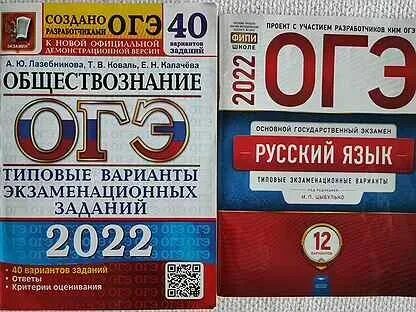 СОЗДАНО
РАЗРАБОТЧИКАМИ ОГЭ
К НОВОЙ ОФИЦИАЛЬНОЙ
ДЕМОНСТРАЦИОННОЙ ВЕРСИИ
40
вариантов
заданий
ЭКЗАМЕН
А. Ю. Лазебникова, Т. В. Коваль, Е. Н. Калачёва
ОБЩЕСТВОЗНАНИЕ
ОГЭ
ТИПОВЫЕ ВАРИАНТЫ
ЭКЗАМЕНАЦИОННЫХ
ЗАДАНИЙ
2022
• 40 вариантов заданий
• Ответы
• Критерии оценивания
ПРОЕКТ С УЧАСТИЕМ РАЗРАБОТЧИКОВ КИМ ОГЭ
ФИПИ
ШКОЛЕ
2022
ОГЭ
ОСНОВНОЙ ГОСУДАРСТВЕННЫЙ ЭКЗАМЕН
РУССКИЙ ЯЗЫК
ТИПОВЫЕ ЭКЗАМЕНАЦИОННЫЕ ВАРИАНТЫ
ПОД РЕДАКЦИЕЙ
И. П. ЦЫБУЛЬКО
12
ВАРИАНТОВ